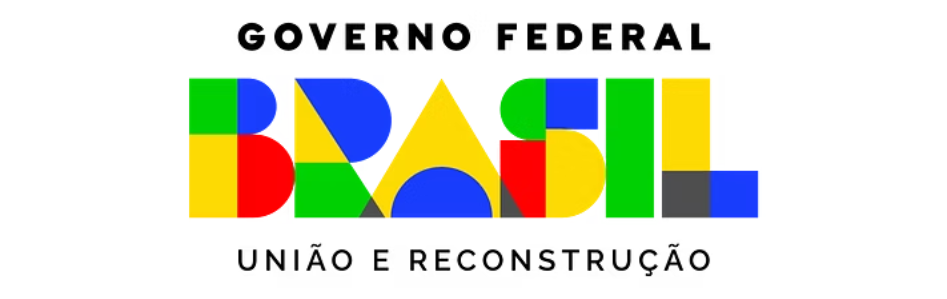 GOVERNO FEDERAL
BRASIL
UNIÃO E RECONSTRUÇÃO